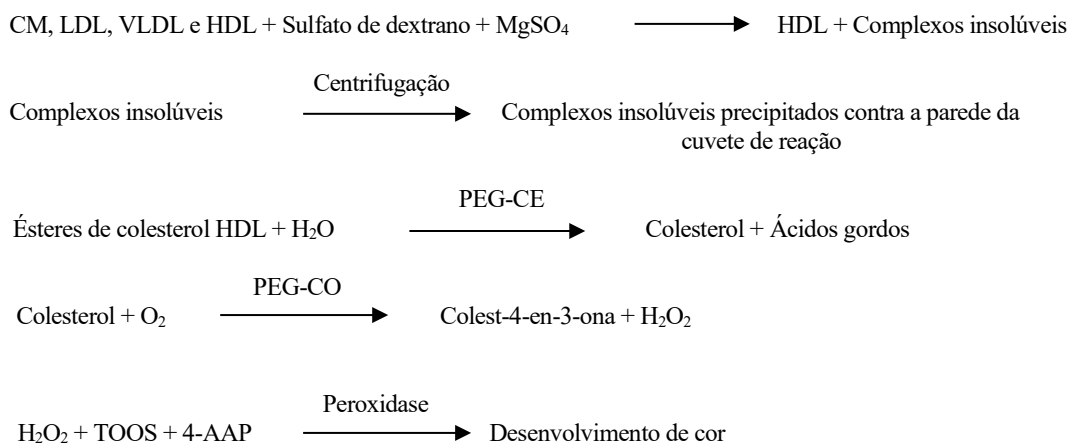 CM, LDL, VLDL e HDL + Sulfato de dextrano + MgSO₄ ⟶ HDL + Complexos insolúveis
Centrifugação
Complexos insolúveis ⟶ Complexos insolúveis precipitados contra a parede da
cuvete de reação
PEG-CE
Ésteres de colesterol HDL + H₂O ⟶ Colesterol + Ácidos gordos
PEG-CO
Colesterol + O₂ ⟶ Colest-4-en-3-ona + H₂O₂
Peroxidase
H₂O₂ + TOOS + 4-AAP ⟶ Desenvolvimento de cor